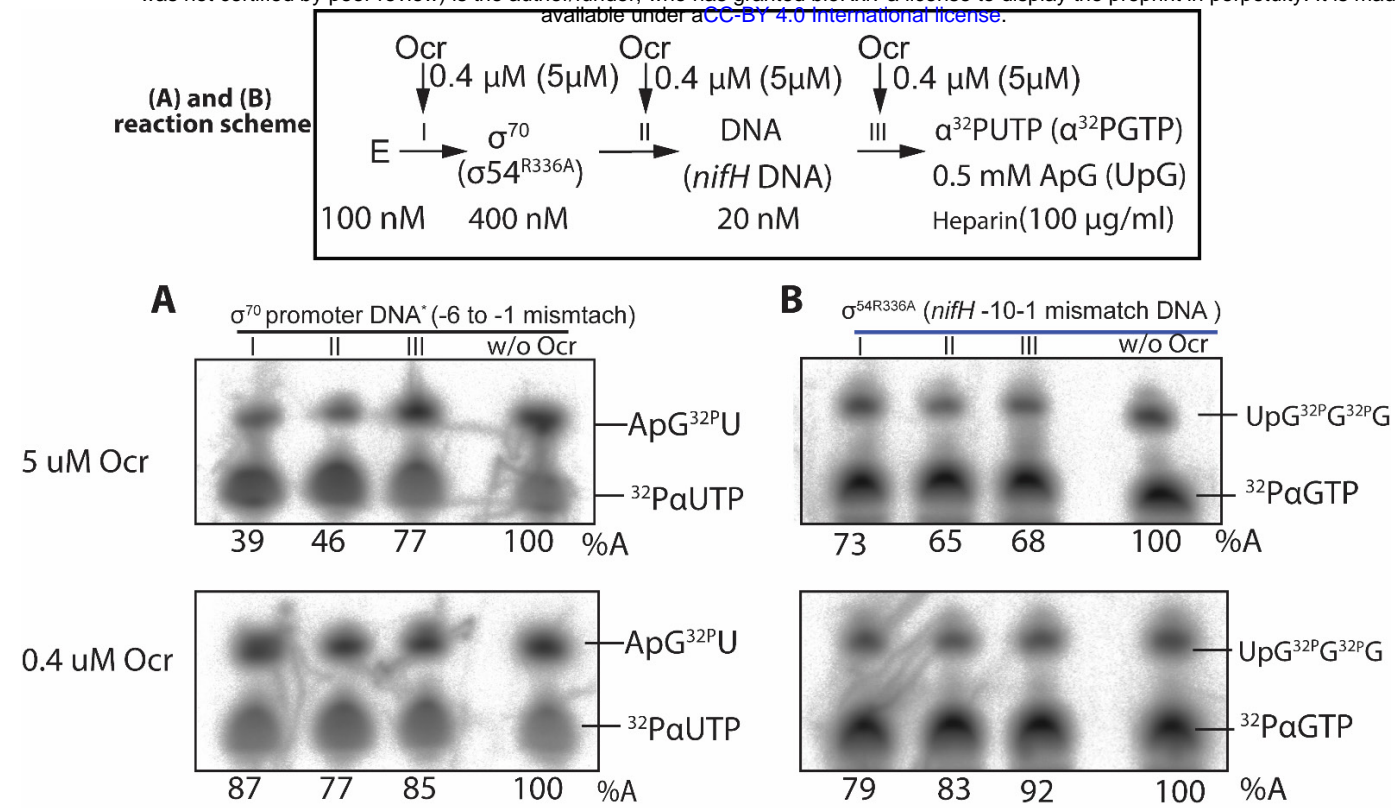 available under aCC-BY 4.0 International license.
Ocr Ocr Ocr
0.4 µM (5µM) 0.4 µM (5µM) 0.4 µM (5µM)
(A) and (B)
reaction scheme
I II III
E σ⁷⁰ DNA α³²PUTP (α³²PGTP)
(σ54ᴿ³³⁶ᴬ) (nifH DNA) 0.5 mM ApG (UpG)
100 nM 400 nM 20 nM Heparin(100 µg/ml)
A
σ⁷⁰ promoter DNA* (-6 to -1 mismtach)
I II III w/o Ocr
5 uM Ocr
ApG³²ᴾU
³²PαUTP
39 46 77 100 %A
0.4 uM Ocr
ApG³²ᴾU
³²PαUTP
87 77 85 100 %A
B
σ⁵⁴ᴿ³³⁶ᴬ (nifH -10-1 mismatch DNA )
I II III w/o Ocr
UpG³²ᴾG³²ᴾG
³²PαGTP
73 65 68 100 %A
UpG³²ᴾG³²ᴾG
³²PαGTP
79 83 92 100 %A